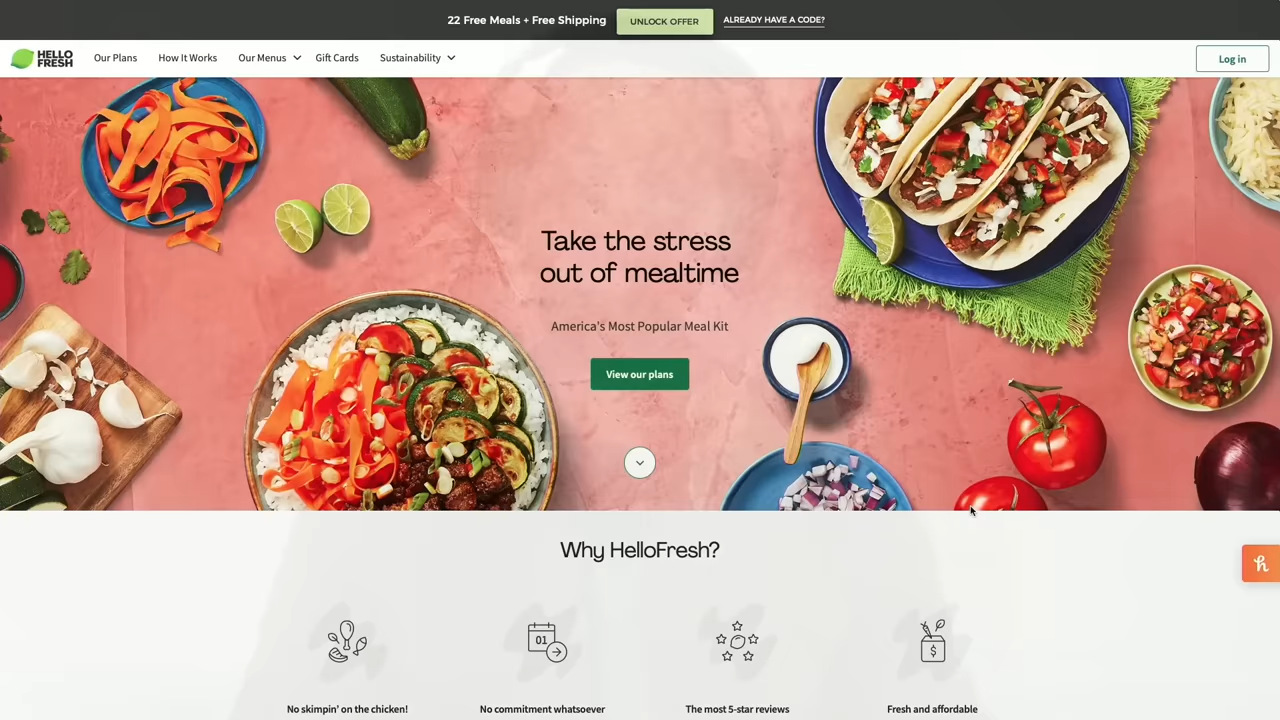 22 Free Meals + Free Shipping
UNLOCK OFFER
ALREADY HAVE A CODE?
HELLO
FRESH
Our Plans
How It Works
Our Menus
Gift Cards
Sustainability
Log in
Take the stress
out of mealtime
America's Most Popular Meal Kit
View our plans
Why HelloFresh?
h
01
$
No skimpin' on the chicken!
No commitment whatsoever
The most 5-star reviews
Fresh and affordable